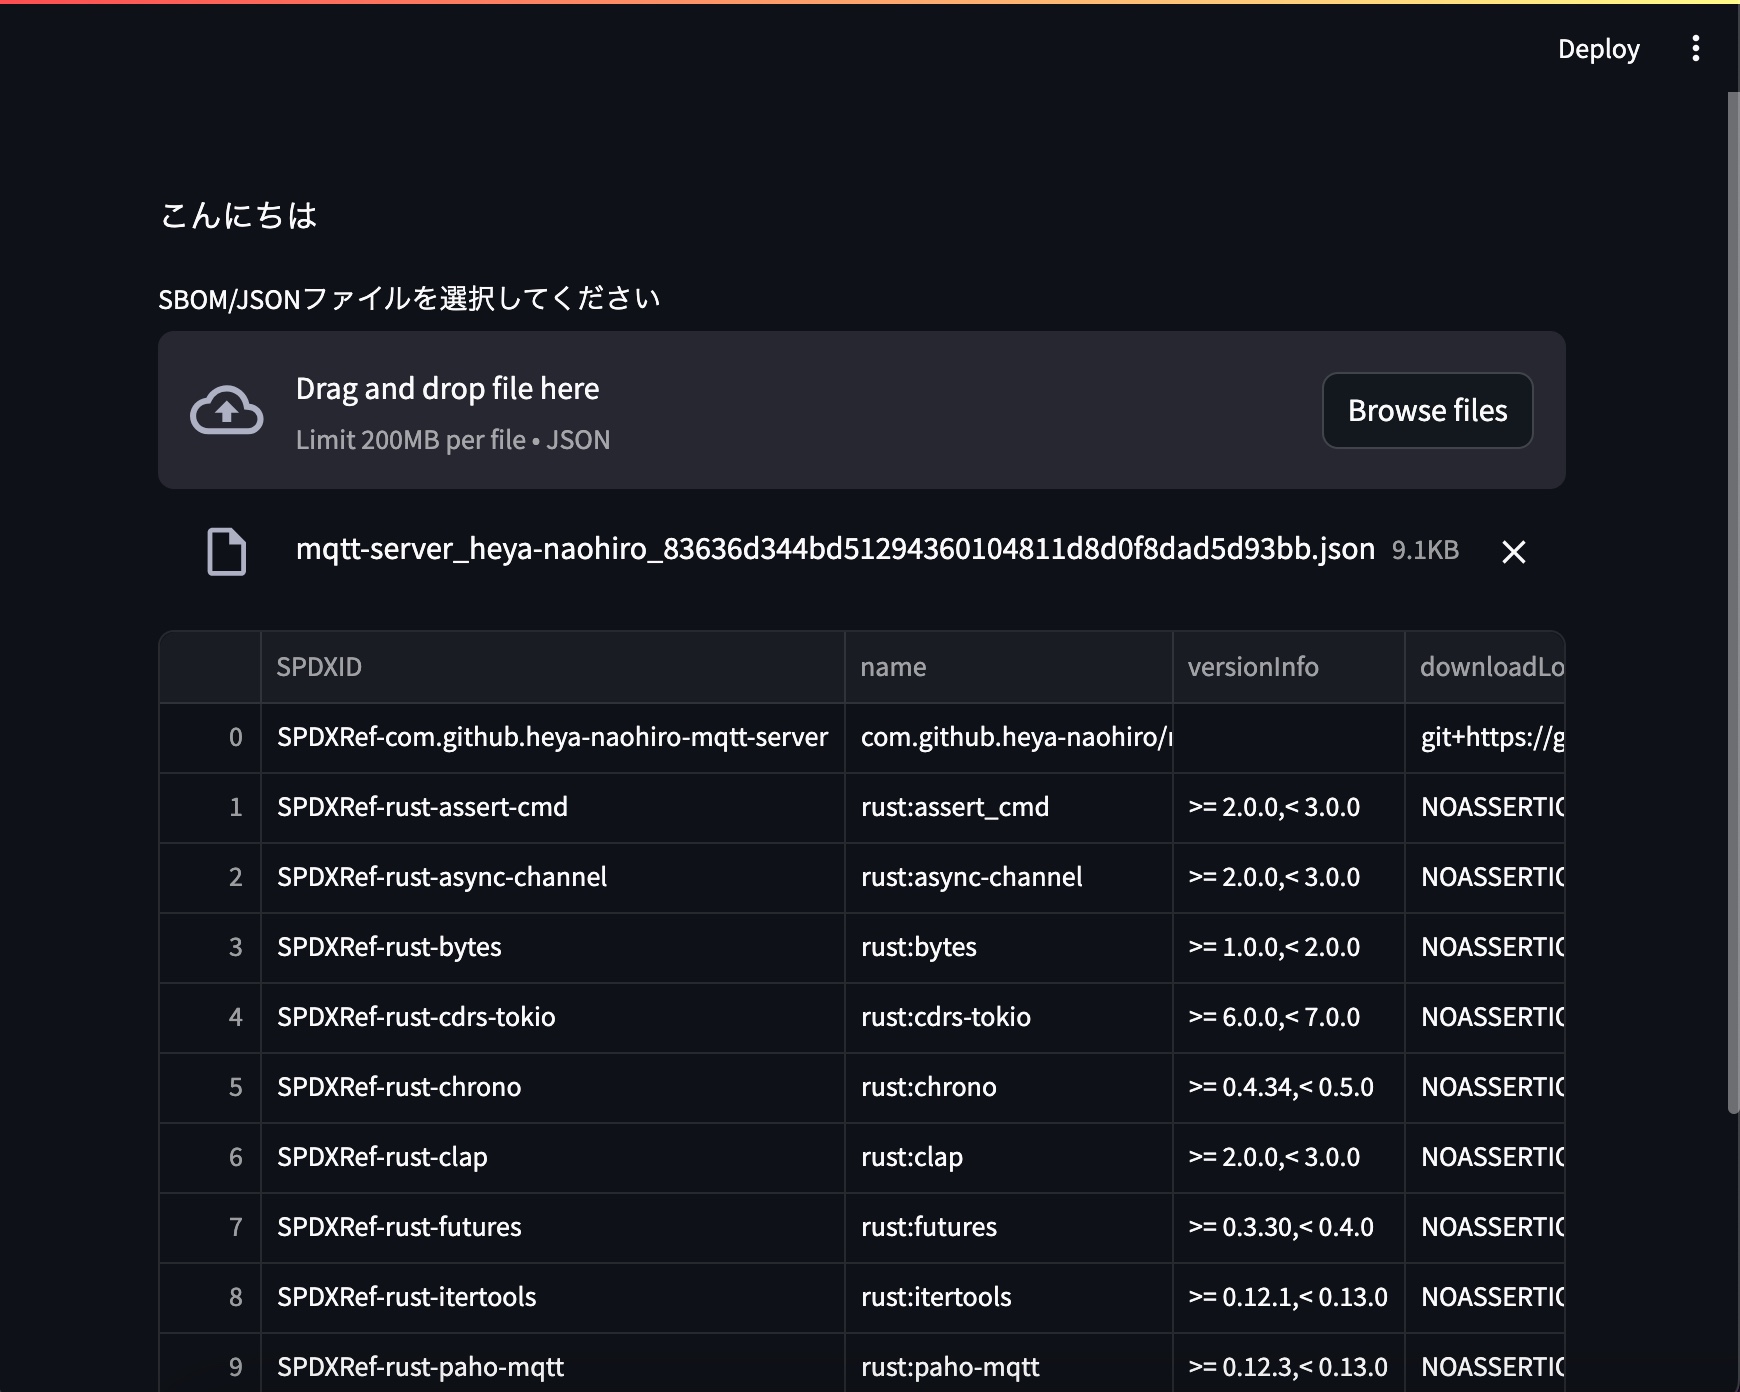 Deploy
こんにちは
SBOM/JSONファイルを選択してください
Drag and drop file here
Limit 200MB per file • JSON
Browse files
mqtt-server_heya-naohiro_83636d344bd51294360104811d8d0f8dad5d93bb.json 9.1KB
SPDXID name versionInfo downloadLo
0 SPDXRef-com.github.heya-naohiro-mqtt-server com.github.heya-naohiro/ git+https://g
1 SPDXRef-rust-assert-cmd rust:assert_cmd >= 2.0.0,< 3.0.0 NOASSERTIO
2 SPDXRef-rust-async-channel rust:async-channel >= 2.0.0,< 3.0.0 NOASSERTIO
3 SPDXRef-rust-bytes rust:bytes >= 1.0.0,< 2.0.0 NOASSERTIO
4 SPDXRef-rust-cdrs-tokio rust:cdrs-tokio >= 6.0.0,< 7.0.0 NOASSERTIO
5 SPDXRef-rust-chrono rust:chrono >= 0.4.34,< 0.5.0 NOASSERTIO
6 SPDXRef-rust-clap rust:clap >= 2.0.0,< 3.0.0 NOASSERTIO
7 SPDXRef-rust-futures rust:futures >= 0.3.30,< 0.4.0 NOASSERTIO
8 SPDXRef-rust-itertools rust:itertools >= 0.12.1,< 0.13.0 NOASSERTIO
9 SPDXRef-rust-paho-mqtt rust:paho-mqtt >= 0.12.3,< 0.13.0 NOASSERTIO